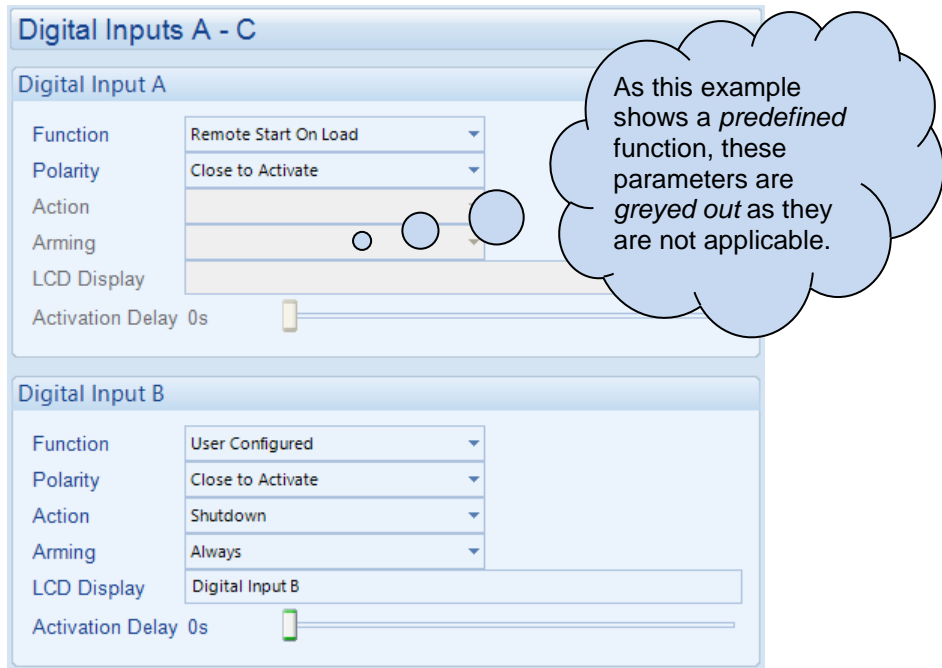 Digital Inputs A - C
Digital Input A
Function Remote Start On Load
Polarity Close to Activate
Action
Arming
LCD Display
Activation Delay 0s
As this example
shows a predefined
function, these
parameters are
greyed out as they
are not applicable.
Digital Input B
Function User Configured
Polarity Close to Activate
Action Shutdown
Arming Always
LCD Display Digital Input B
Activation Delay 0s